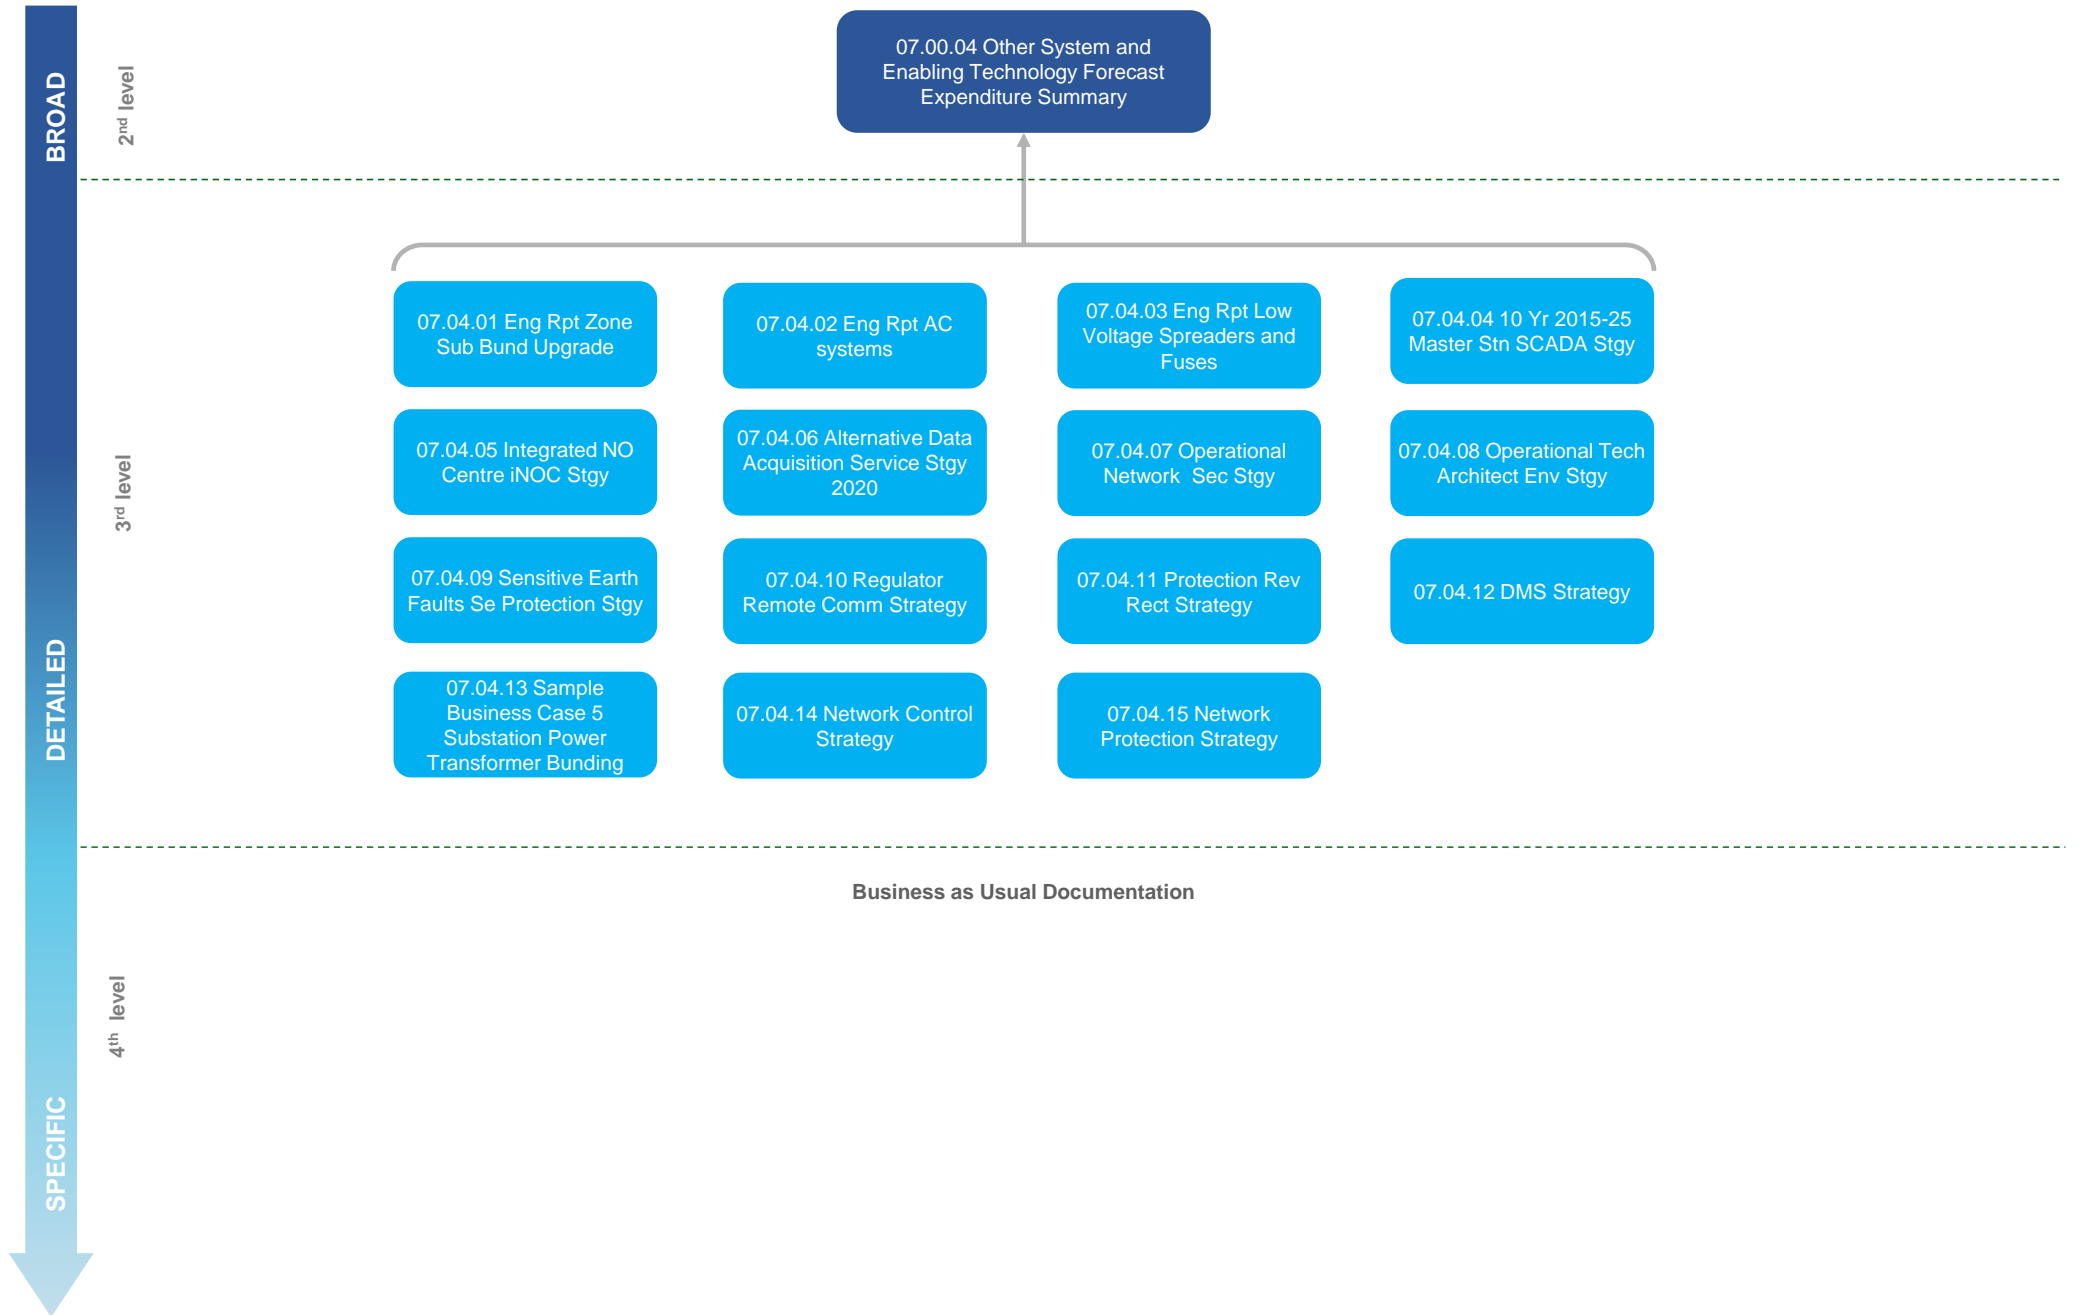 BROAD
2nd level
07.00.04 Other System and
Enabling Technology Forecast
Expenditure Summary
3rd level
DETAILED
07.04.01 Eng Rpt Zone
Sub Bund Upgrade
07.04.02 Eng Rpt AC
systems
07.04.03 Eng Rpt Low
Voltage Spreaders and
Fuses
07.04.04 10 Yr 2015-25
Master Stn SCADA Stgy
07.04.05 Integrated NO
Centre iNOC Stgy
07.04.06 Alternative Data
Acquisition Service Stgy
2020
07.04.07 Operational
Network  Sec Stgy
07.04.08 Operational Tech
Architect Env Stgy
07.04.09 Sensitive Earth
Faults Se Protection Stgy
07.04.10 Regulator
Remote Comm Strategy
07.04.11 Protection Rev
Rect Strategy
07.04.12 DMS Strategy
07.04.13 Sample
Business Case 5
Substation Power
Transformer Bunding
07.04.14 Network Control
Strategy
07.04.15 Network
Protection Strategy
Business as Usual Documentation
4th  level
SPECIFIC